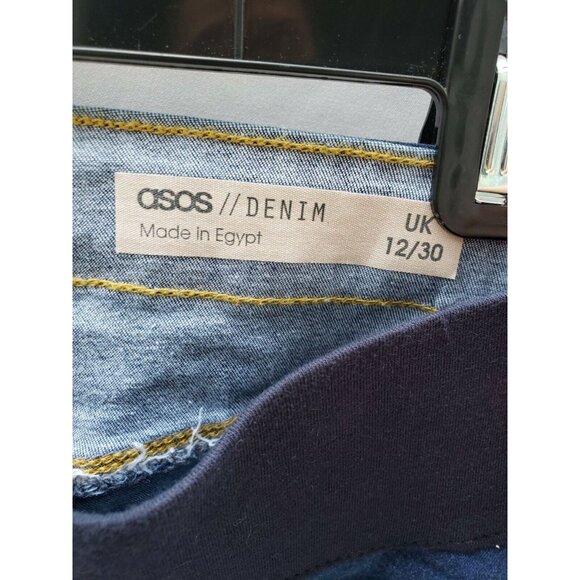 asos // DENIM
Made in Egypt
UK
12/30